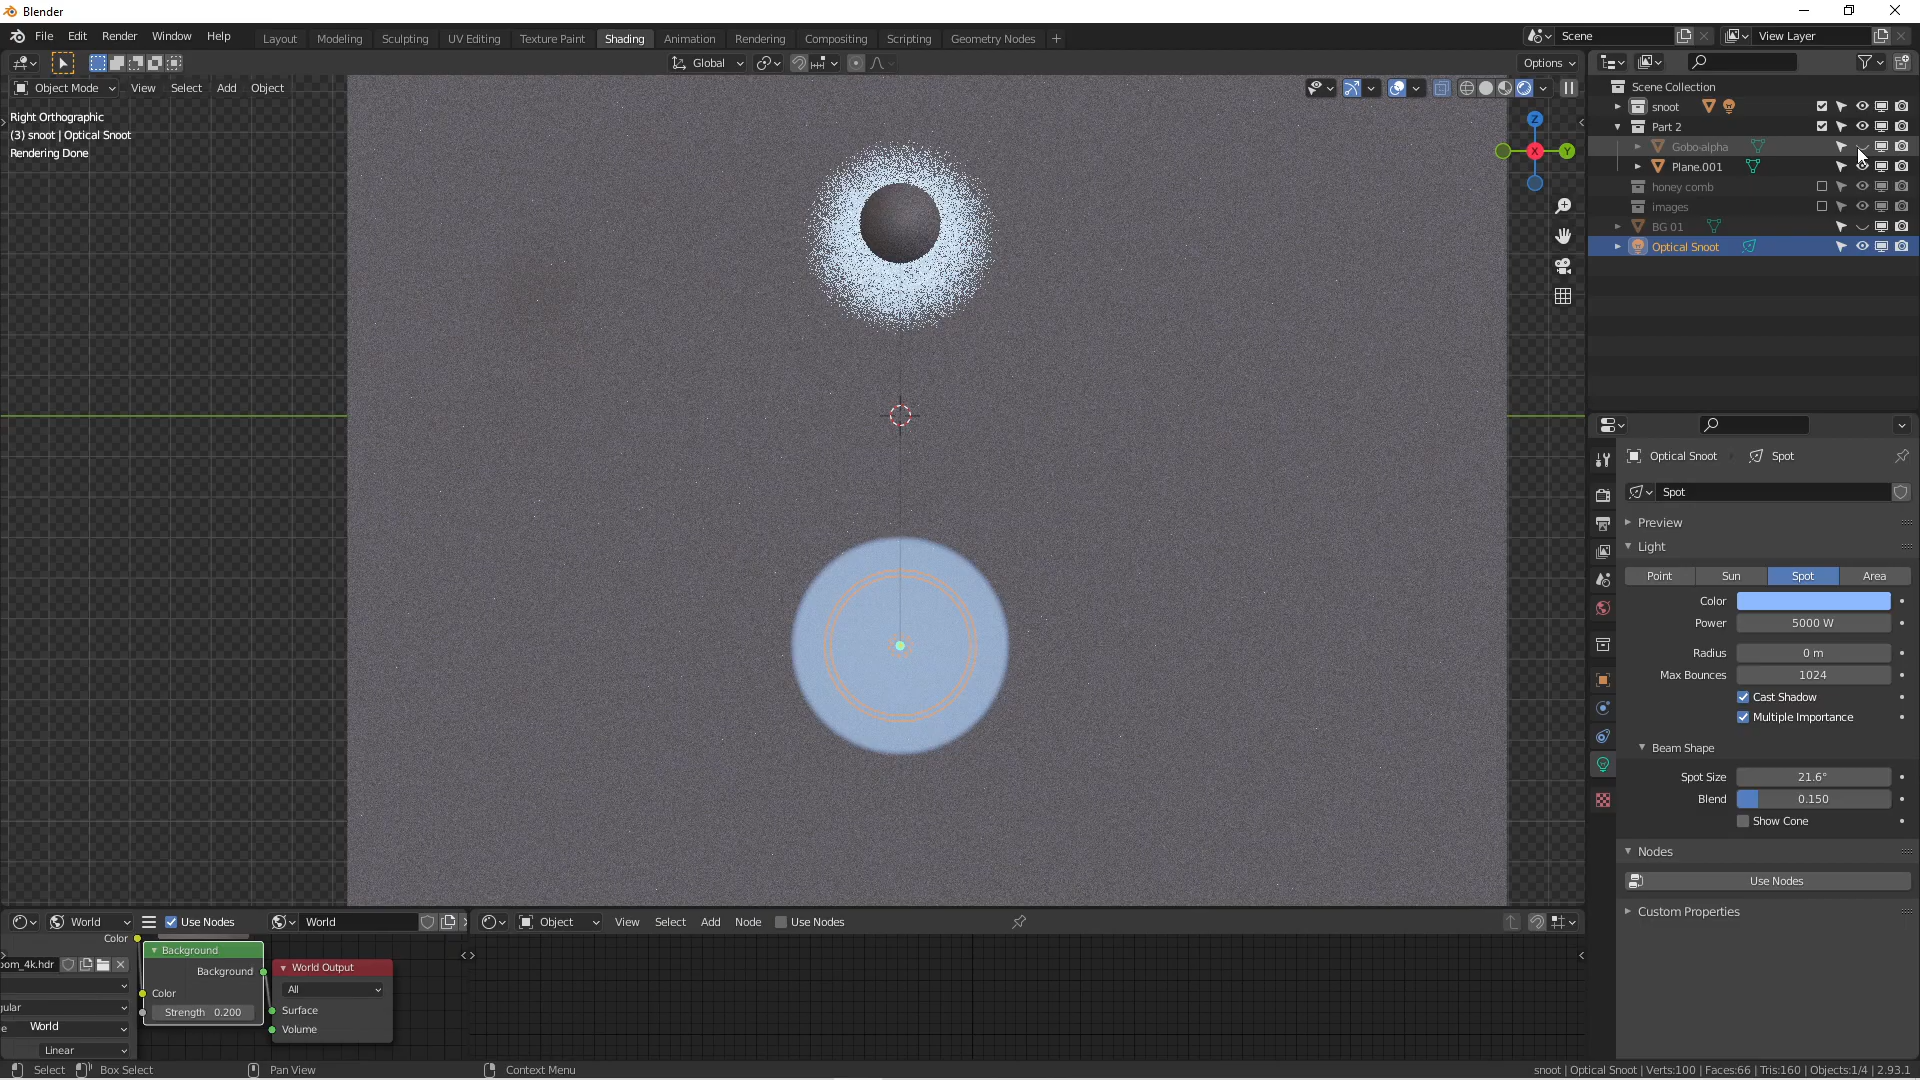 Blender
File Edit Render Window Help
Layout Modeling Sculpting UV Editing Texture Paint Shading Animation Rendering Compositing Scripting Geometry Nodes +
Scene
View Layer
Global
Options
Object Mode View Select Add Object
Right Orthographic
(3) snoot | Optical Snoot
Rendering Done
Z
X
Y
Scene Collection
snoot
Part 2
Gobo-alpha
Plane.001
honey comb
images
BG 01
Optical Snoot
Optical Snoot Spot
Spot
Preview
Light
Point Sun Spot Area
Color
Power 5000 W
Radius 0 m
Max Bounces 1024
Cast Shadow
Multiple Importance
Beam Shape
Spot Size 21.6°
Blend 0.150
Show Cone
Nodes
Use Nodes
Custom Properties
World Use Nodes World
Object View Select Add Node Use Nodes
Color
Background
oom_4k.hdr
Background
Color
Strength 0.200
gular
World
Linear
World Output
All
Surface
Volume
Select Box Select Pan View Context Menu
snoot | Optical Snoot | Verts:100 | Faces:66 | Tris:160 | Objects:1/4 | 2.93.1